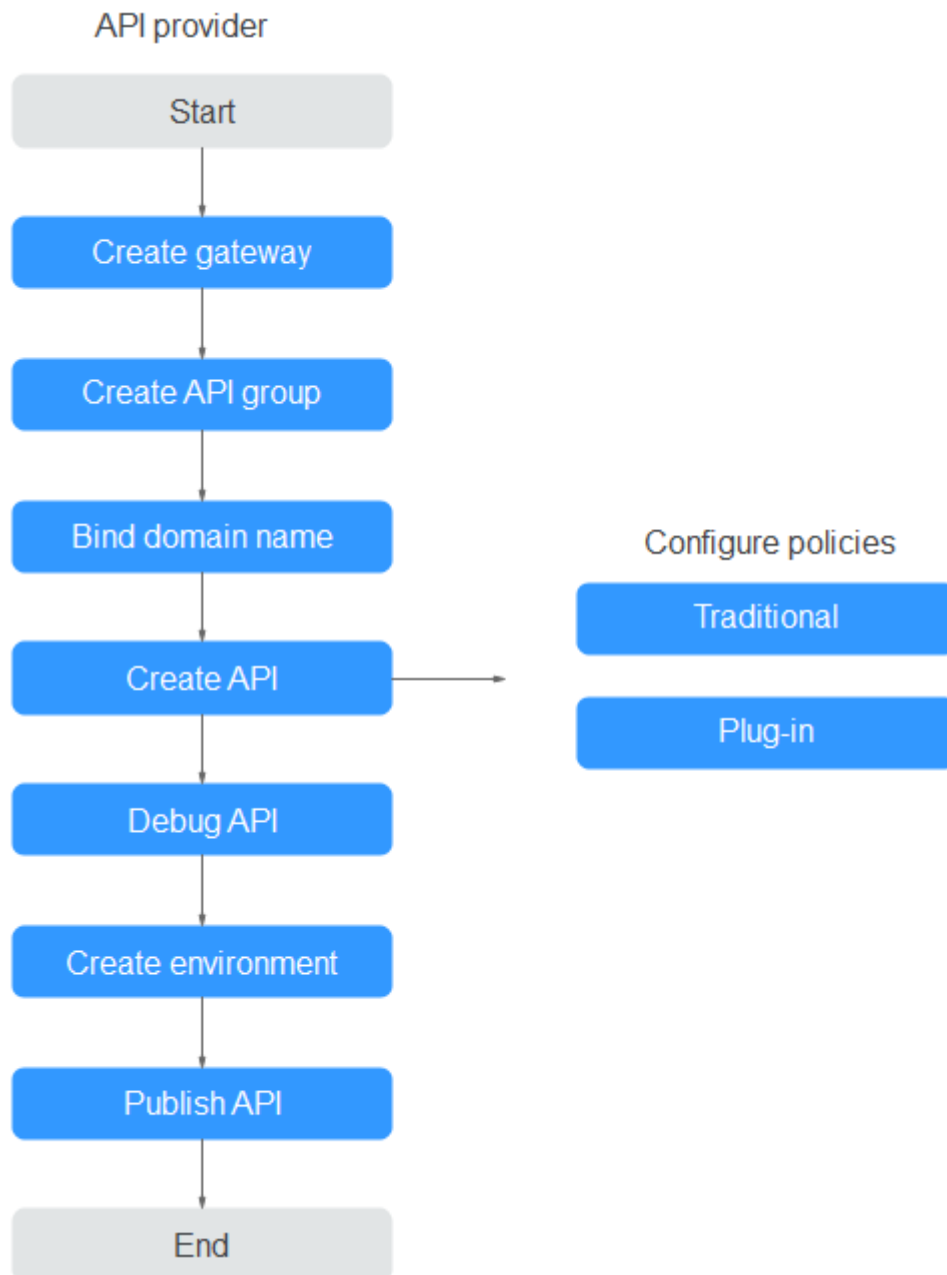 API provider
Start
Create gateway
Create API group
Bind domain name
Create API
Debug API
Create environment
Publish API
End
Configure policies
Traditional
Plug-in